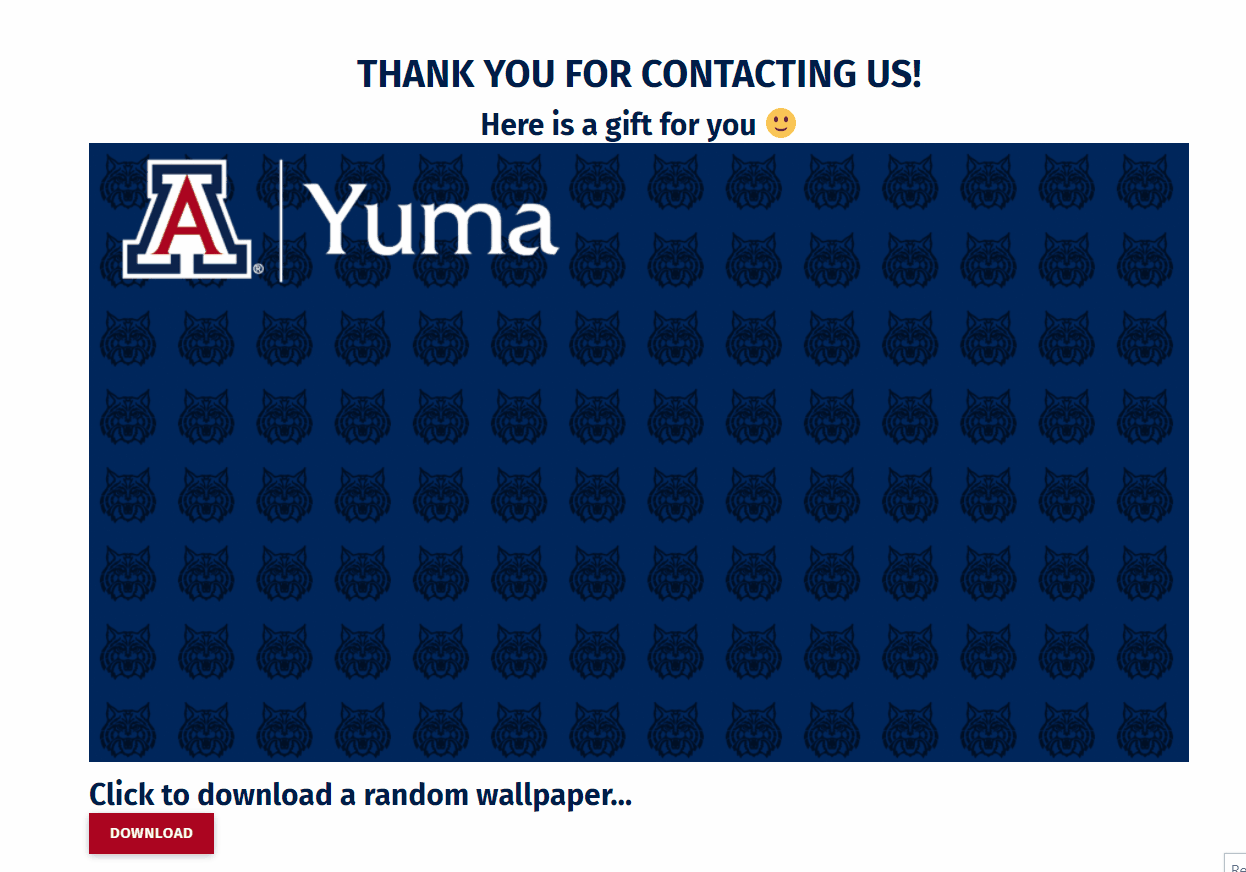 THANK YOU FOR CONTACTING US!
Here is a gift for you 🙂
A ® Yuma
Click to download a random wallpaper...
DOWNLOAD